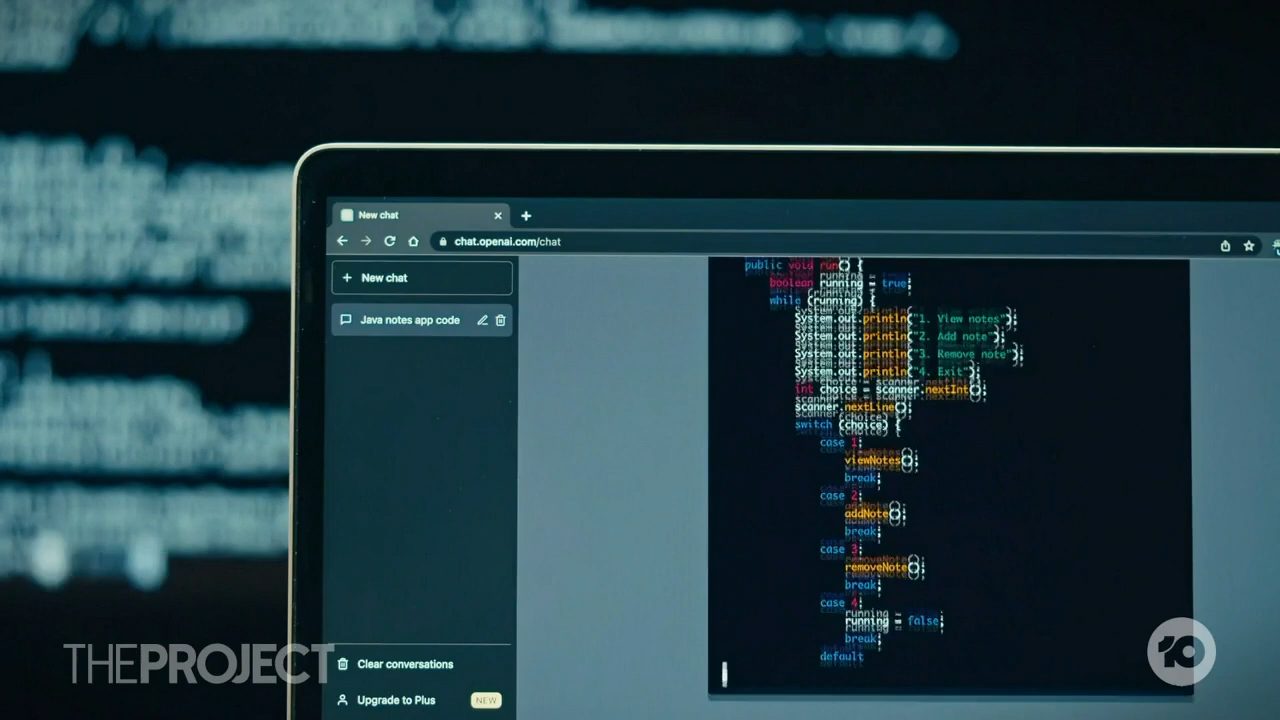 New chat
chat.openai.com/chat
+ New chat
Java notes app code
Clear conversations
Upgrade to Plus NEW
public void run() {
boolean running = true;
while (running) {
System.out.println("1. View notes");
System.out.println("2. Add note");
System.out.println("3. Remove note");
System.out.println("4. Exit");
int choice = scanner.nextInt();
scanner.nextLine();
switch (choice) {
case 1:
viewNotes();
break;
case 2:
addNote();
break;
case 3:
removeNote();
break;
case 4:
running = false;
break;
default
THEPROJECT
10